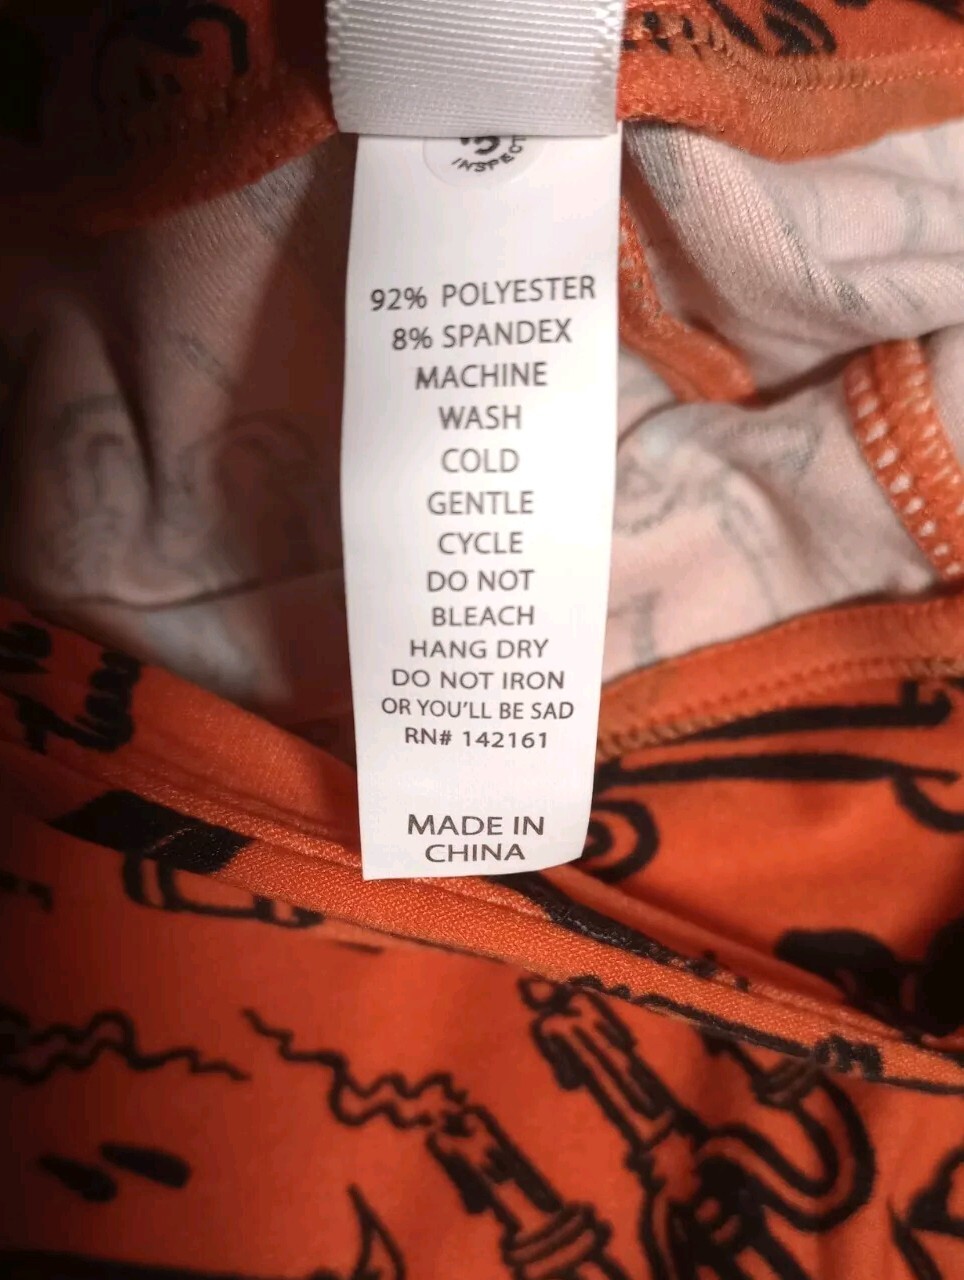 INSPEC
92% POLYESTER
8% SPANDEX
MACHINE
WASH
COLD
GENTLE
CYCLE
DO NOT
BLEACH
HANG DRY
DO NOT IRON
OR YOU'LL BE SAD
RN# 142161
MADE IN
CHINA